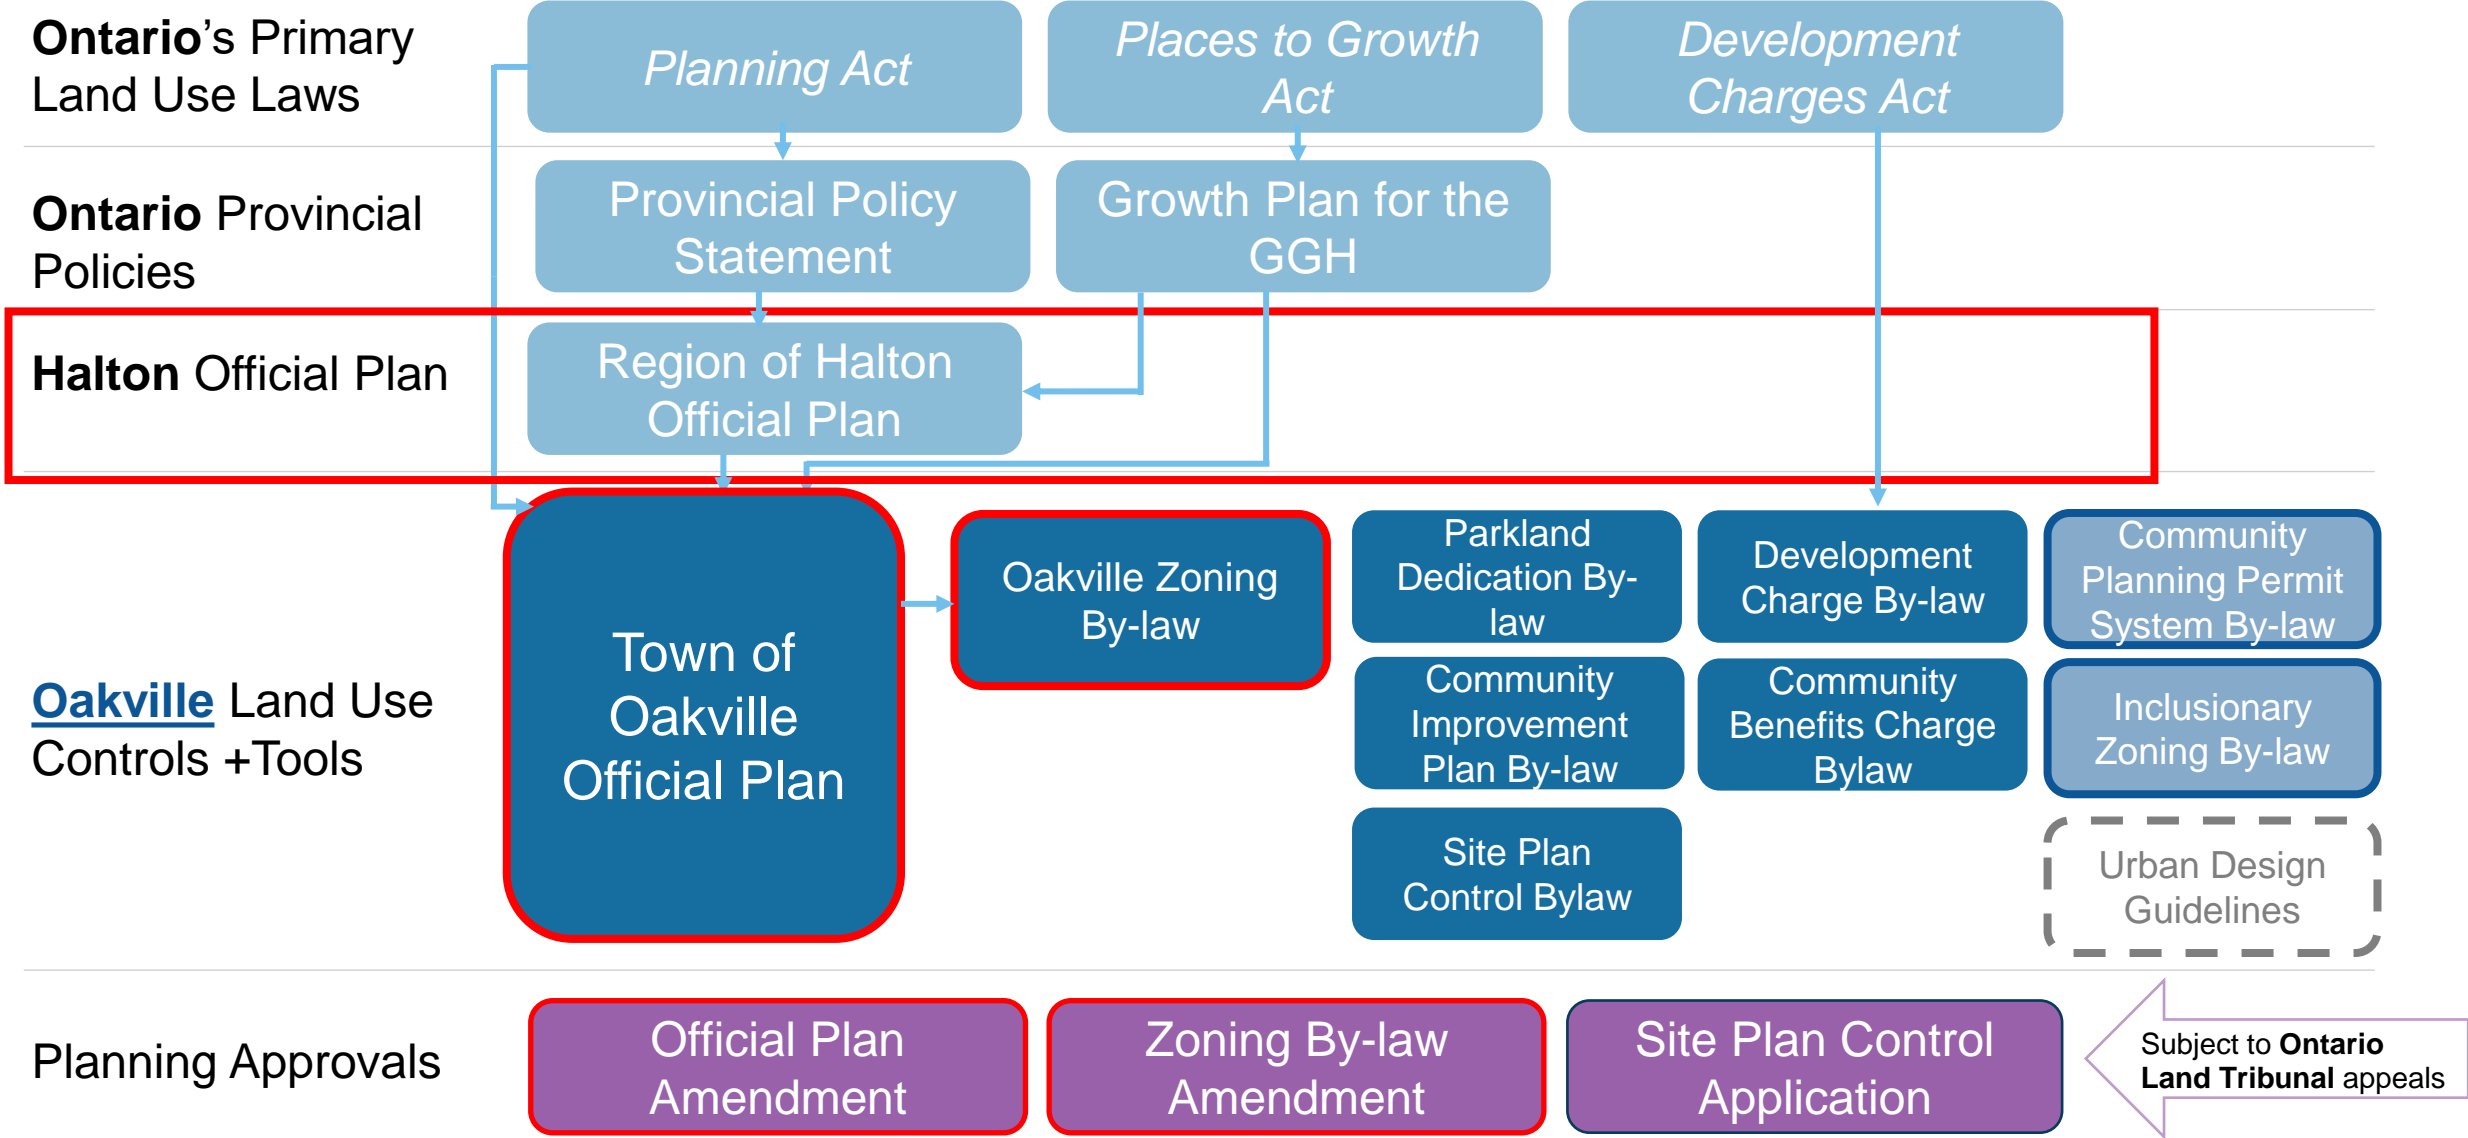 Ontario's Primary
Land Use Laws
Planning Act
Places to Growth
Act
Development
Charges Act
Ontario Provincial
Policies
Provincial Policy
Statement
Growth Plan for the
GGH
Halton Official Plan
Region of Halton
Official Plan
Oakville Land Use
Controls +Tools
Town of
Oakville
Official Plan
Oakville Zoning
By-law
Parkland
Dedication By-
law
Development
Charge By-law
Community
Planning Permit
System By-law
Community
Improvement
Plan By-law
Community
Benefits Charge
Bylaw
Inclusionary
Zoning By-law
Site Plan
Control Bylaw
Urban Design
Guidelines
Planning Approvals
Official Plan
Amendment
Zoning By-law
Amendment
Site Plan Control
Application
Subject to Ontario
Land Tribunal appeals